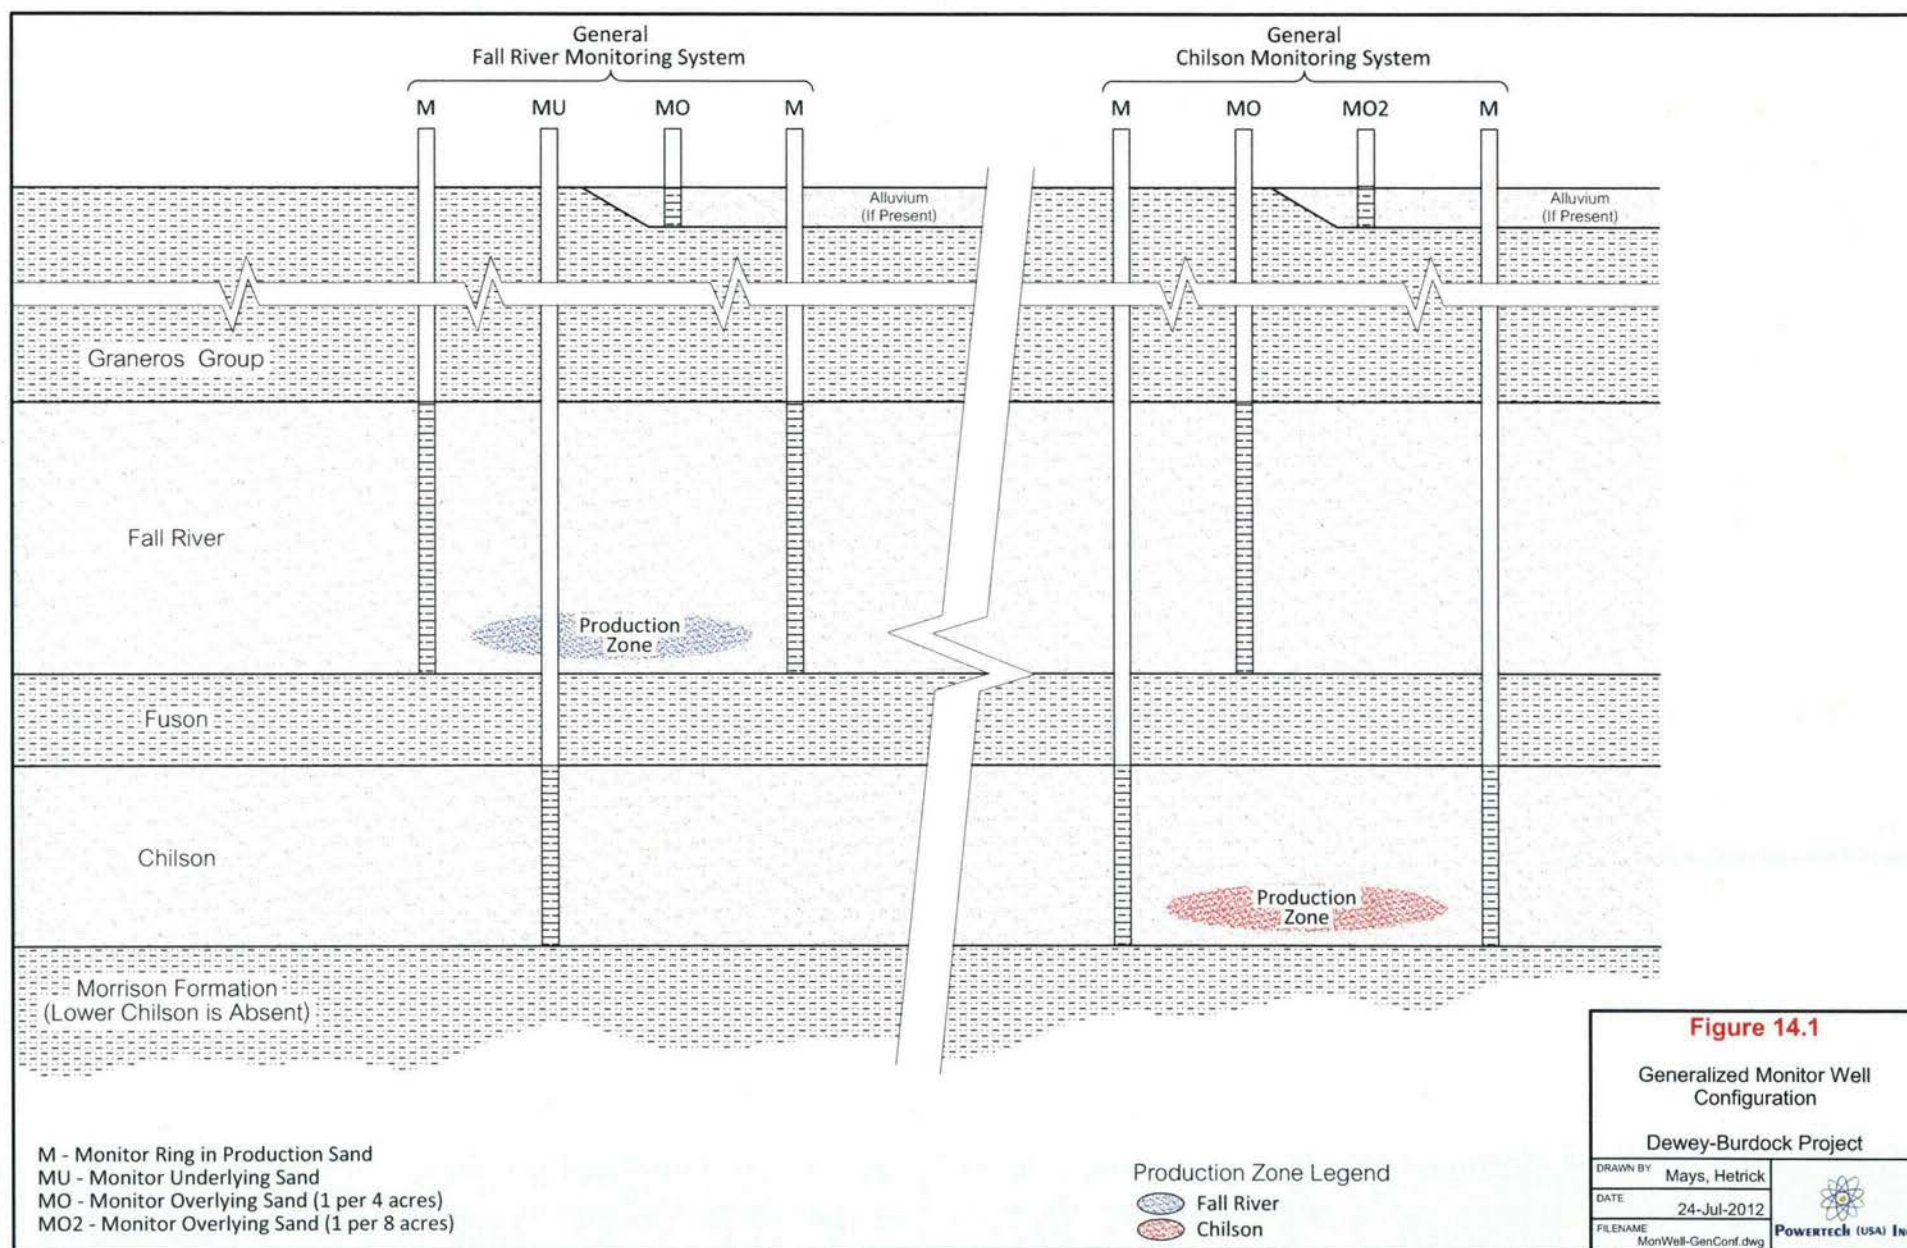 General
Fall River Monitoring System
M MU MO M
General
Chilson Monitoring System
M MO MO2 M
Alluvium
(If Present)
Alluvium
(If Present)
Graneros Group
Fall River
Production
Zone
Fuson
Chilson
Production
Zone
Morrison Formation
(Lower Chilson is Absent)
M - Monitor Ring in Production Sand
MU - Monitor Underlying Sand
MO - Monitor Overlying Sand (1 per 4 acres)
MO2 - Monitor Overlying Sand (1 per 8 acres)
Production Zone Legend
Fall River
Chilson
Figure 14.1
Generalized Monitor Well
Configuration
Dewey-Burdock Project
DRAWN BY Mays, Hetrick
DATE 24-Jul-2012
FILENAME MonWell-GenConf.dwg
POWERTECH (USA) IN